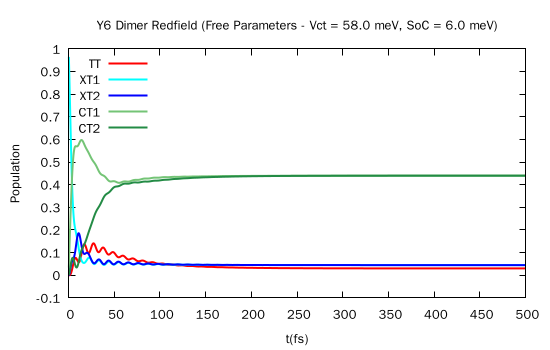 Y6 Dimer Redfield (Free Parameters - Vct = 58.0 meV, SoC = 6.0 meV)
1
0.9
0.8
0.7
0.6
0.5
0.4
0.3
0.2
0.1
0
-0.1
Population
TT
XT1
XT2
CT1
CT2
0 50 100 150 200 250 300 350 400 450 500
t(fs)